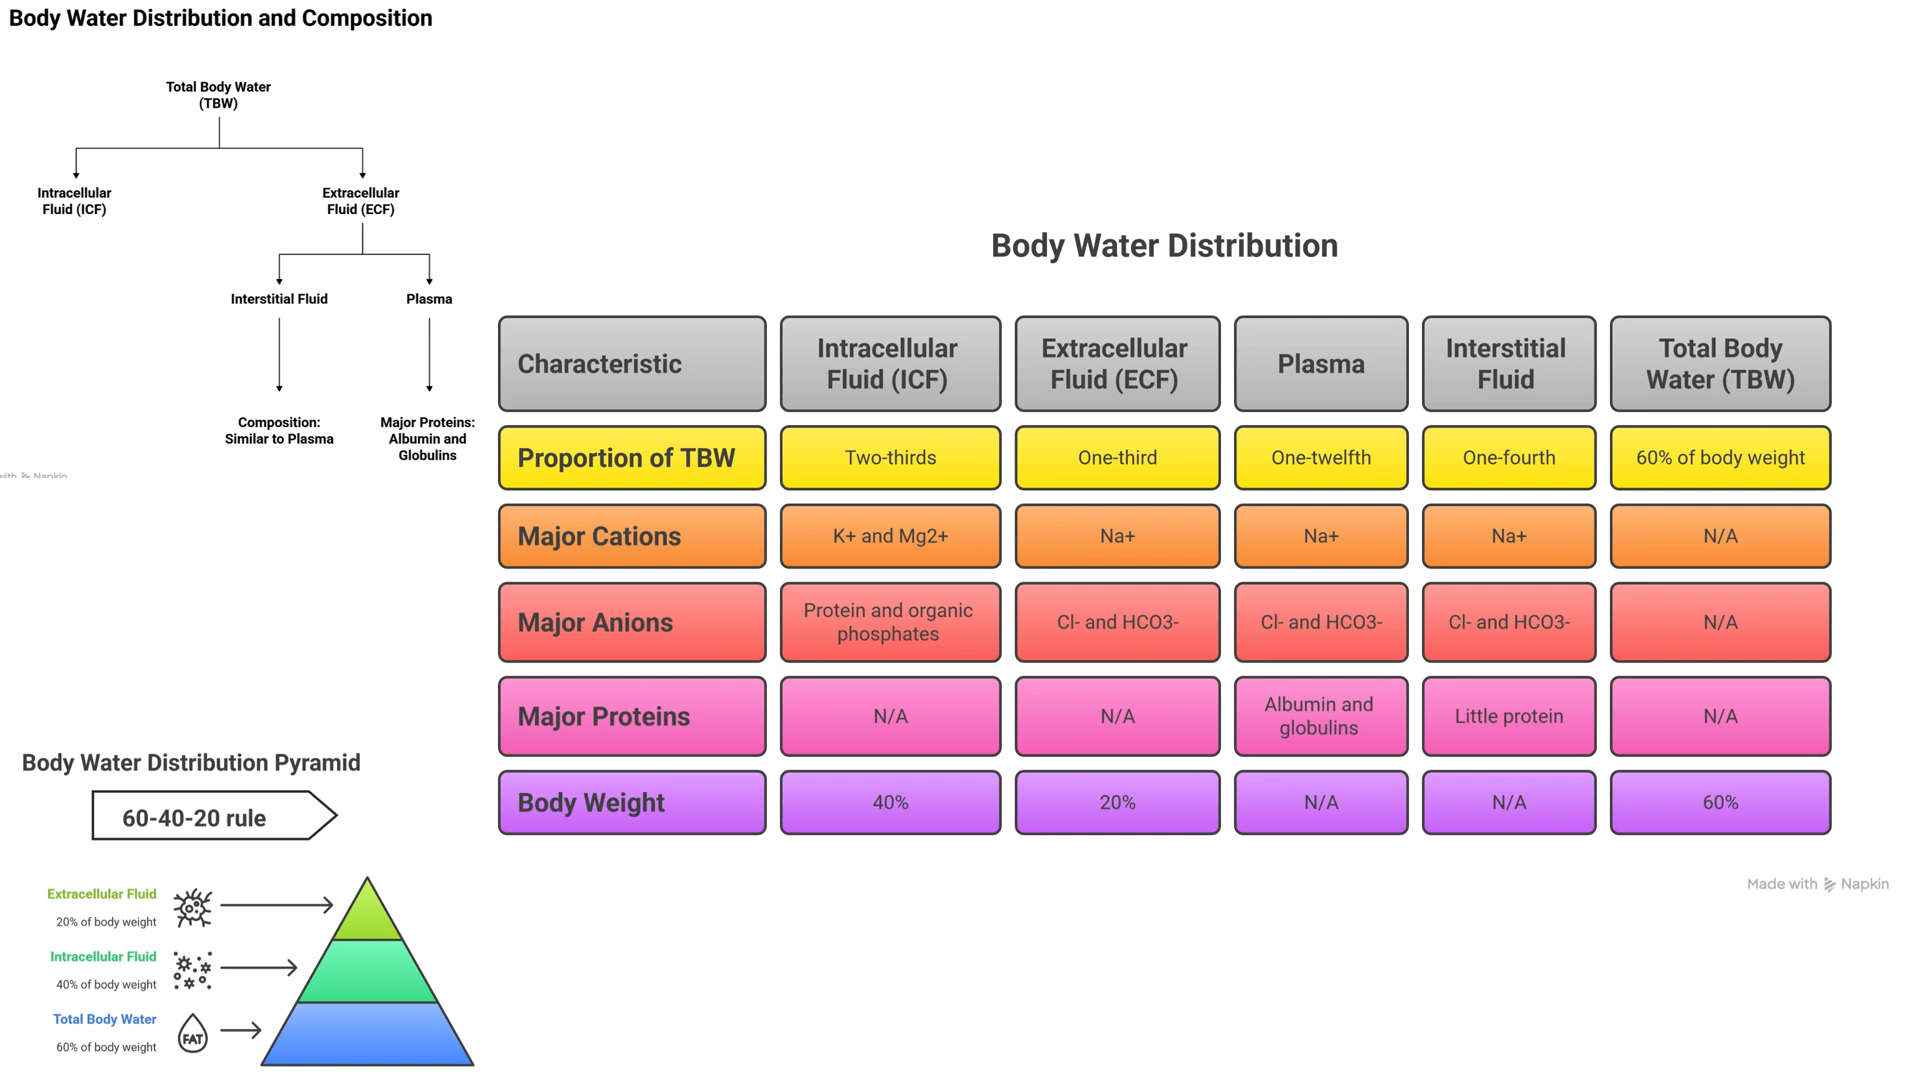 Body Water Distribution and Composition
Total Body Water
(TBW)
Intracellular
Fluid (ICF)
Extracellular
Fluid (ECF)
Interstitial Fluid
Plasma
Composition:
Similar to Plasma
Major Proteins:
Albumin and
Globulins
with Napkin
Body Water Distribution
Characteristic
Intracellular
Fluid (ICF)
Extracellular
Fluid (ECF)
Plasma
Interstitial
Fluid
Total Body
Water (TBW)
Proportion of TBW
Two-thirds
One-third
One-twelfth
One-fourth
60% of body weight
Major Cations
K+ and Mg2+
Na+
Na+
Na+
N/A
Major Anions
Protein and organic
phosphates
Cl- and HCO3-
Cl- and HCO3-
Cl- and HCO3-
N/A
Major Proteins
N/A
N/A
Albumin and
globulins
Little protein
N/A
Body Weight
40%
20%
N/A
N/A
60%
Made with Napkin
Body Water Distribution Pyramid
60-40-20 rule
Extracellular Fluid
20% of body weight
Intracellular Fluid
40% of body weight
Total Body Water
60% of body weight
FAT